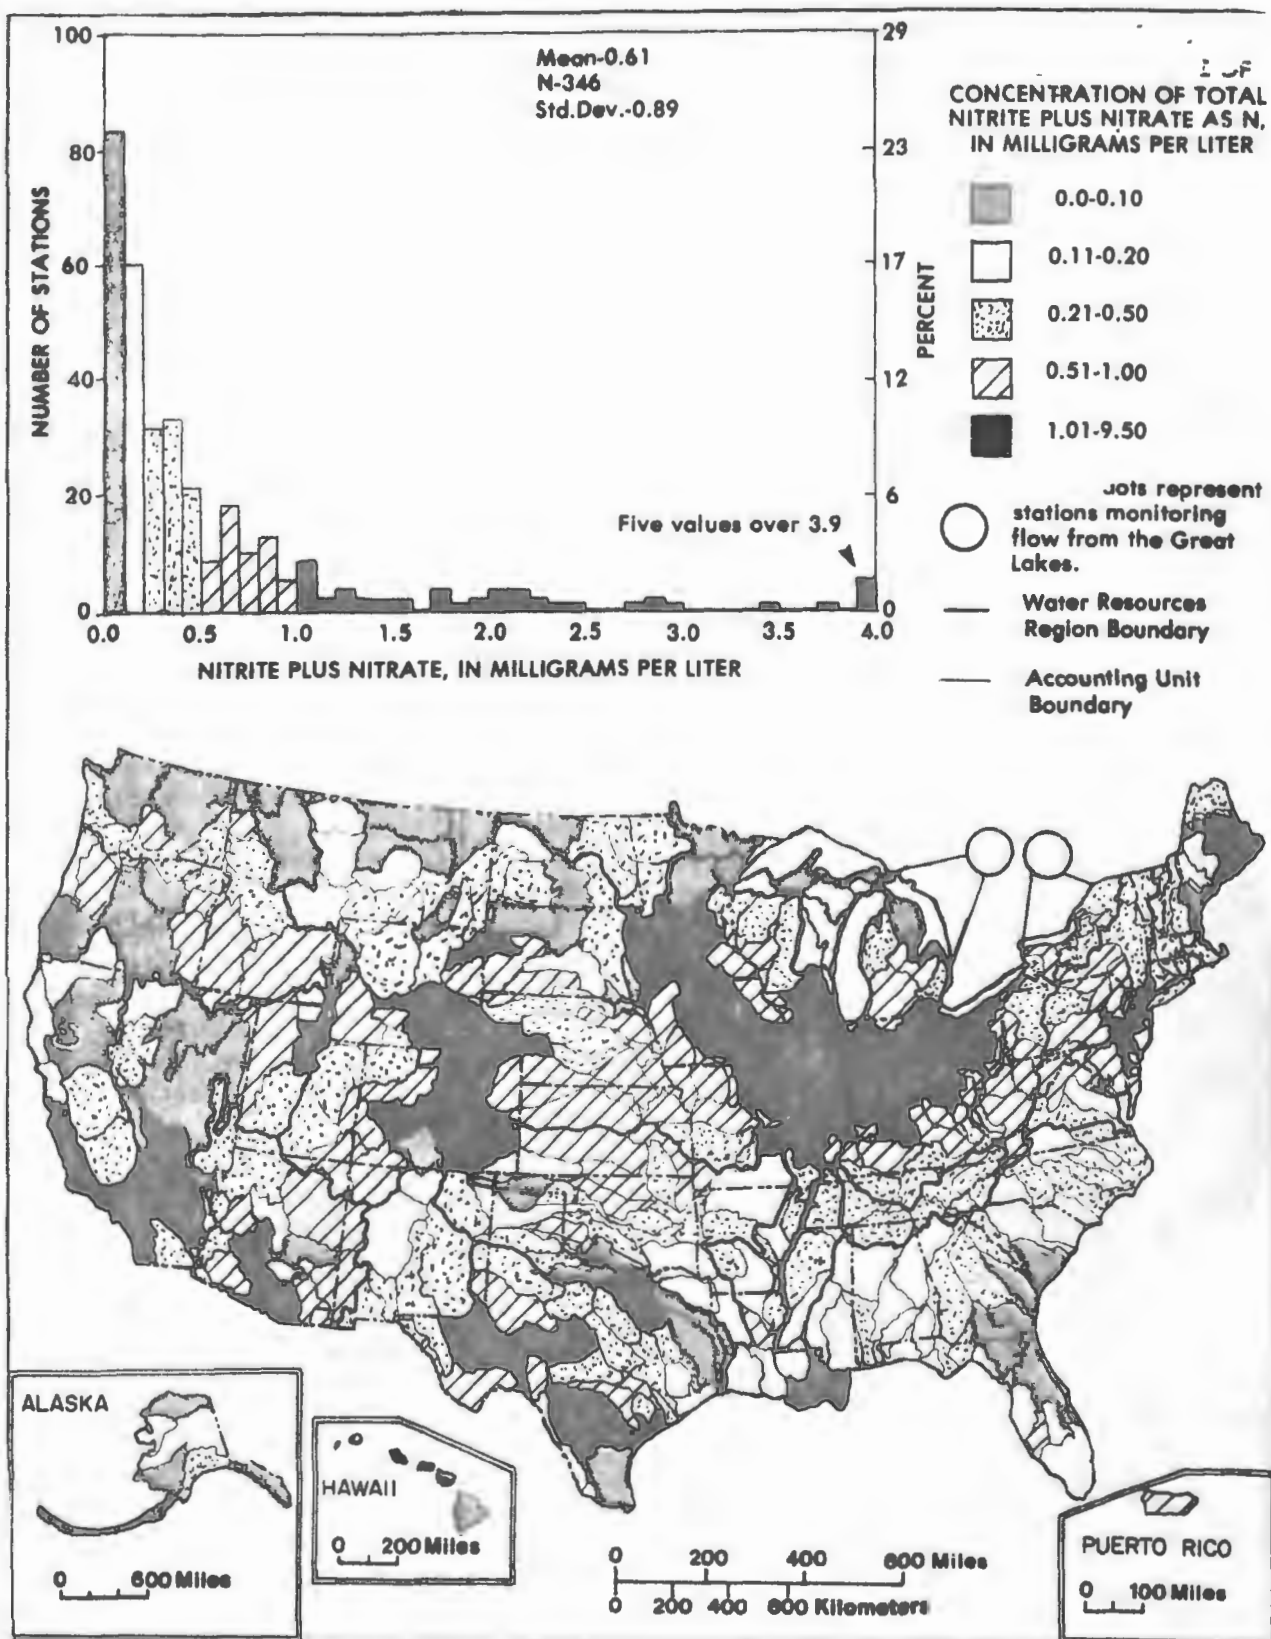 100
80
60
40
20
0
NUMBER OF STATIONS
Mean-0.61
N-346
Std.Dev.-0.89
29
23
17
12
6
0
PERCENT
Five values over 3.9
0.0 0.5 1.0 1.5 2.0 2.5 3.0 3.5 4.0
NITRITE PLUS NITRATE, IN MILLIGRAMS PER LITER
CONCENTRATION OF TOTAL
NITRITE PLUS NITRATE AS N,
IN MILLIGRAMS PER LITER
0.0-0.10
0.11-0.20
0.21-0.50
0.51-1.00
1.01-9.50
represent
stations monitoring
flow from the Great
Lakes.
Water Resources
Region Boundary
Accounting Unit
Boundary
ALASKA
0 600 Miles
HAWAII
0 200 Miles
0 200 400 600 Miles
0 200 400 600 Kilometers
PUERTO RICO
0 100 Miles